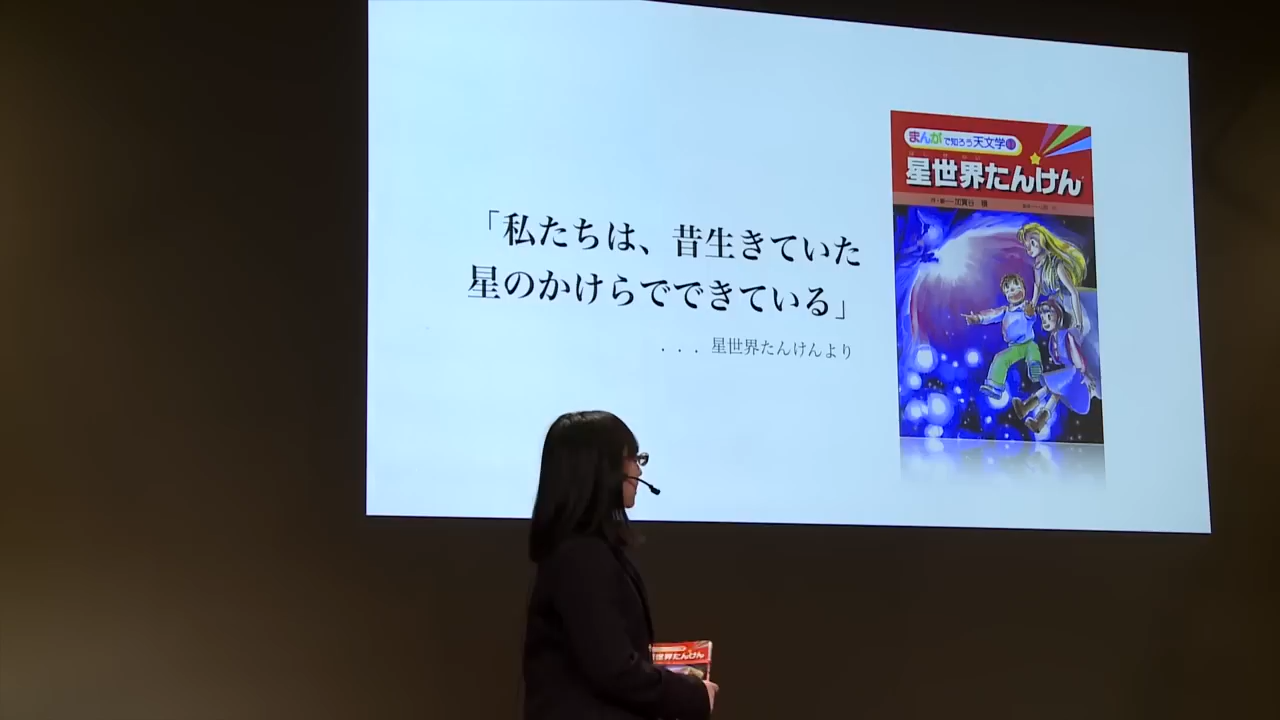 「私たちは、昔生きていた
星のかけらでできている」
．．．星世界たんけんより
まんがで知ろう天文学
星世界たんけん
世界たんけん